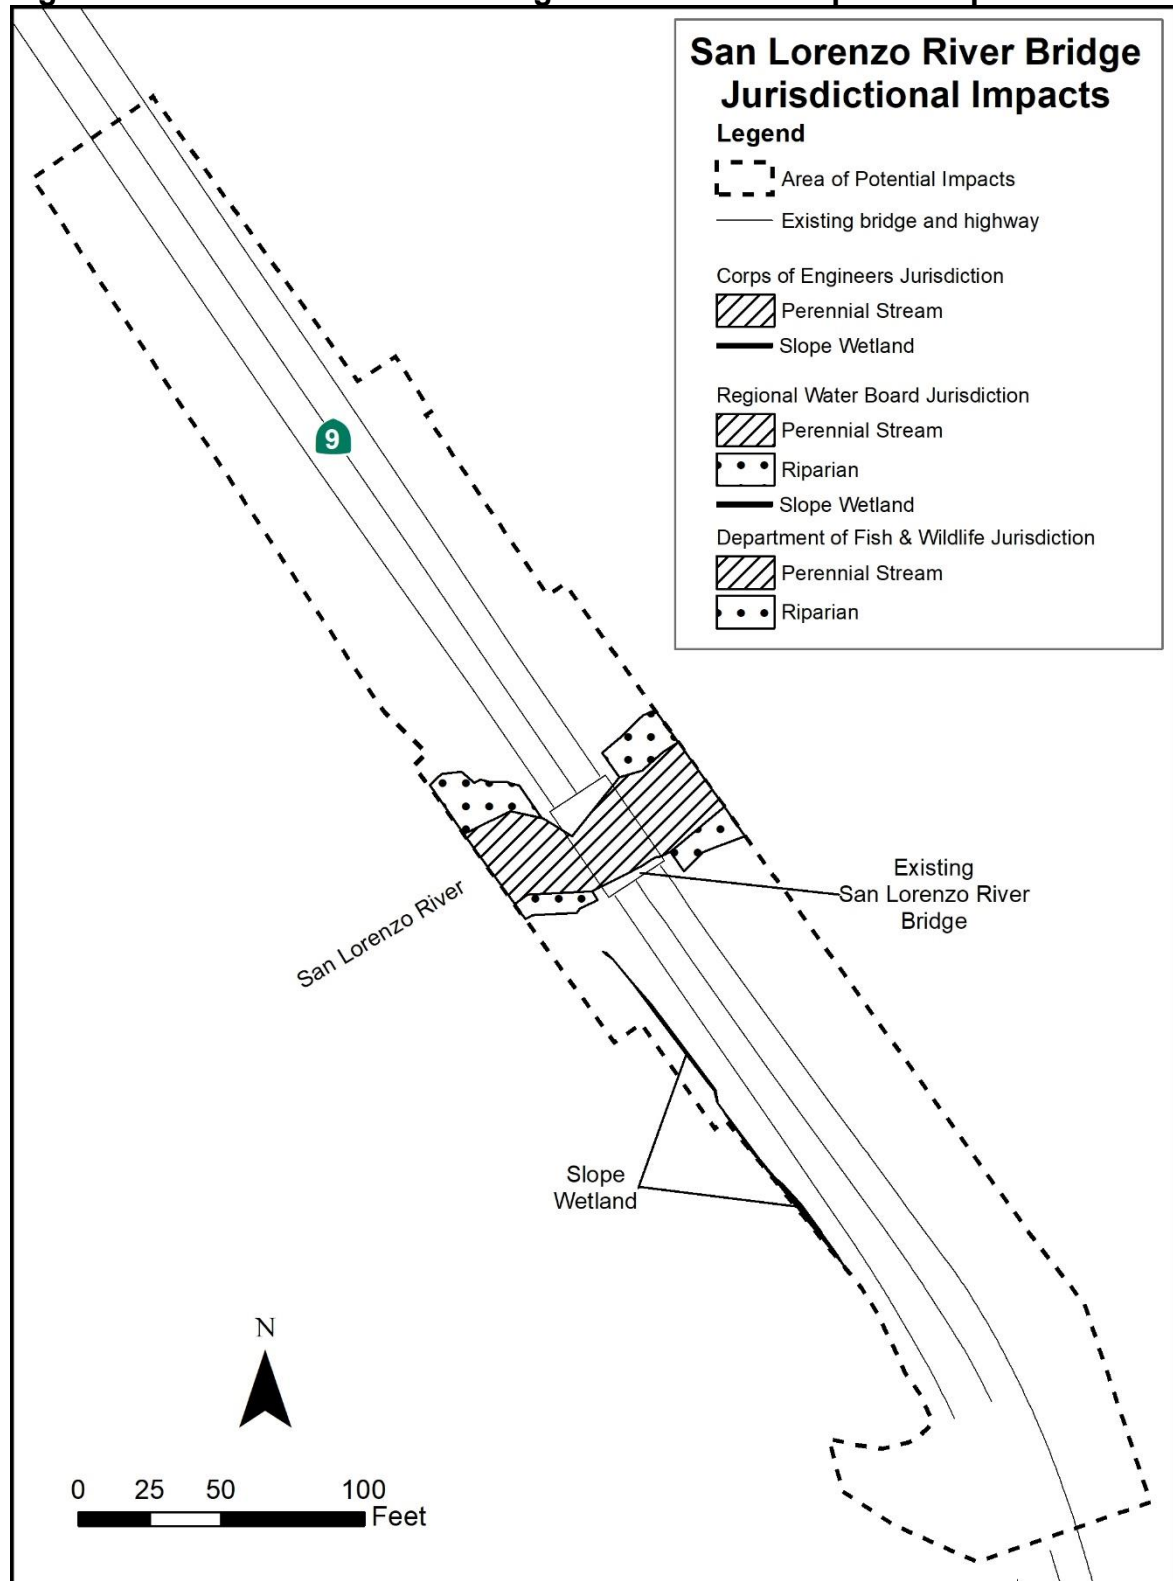 San Lorenzo River Bridge
Jurisdictional Impacts
Legend
Area of Potential Impacts
Existing bridge and highway
Corps of Engineers Jurisdiction
Perennial Stream
Slope Wetland
Regional Water Board Jurisdiction
Perennial Stream
Riparian
Slope Wetland
Department of Fish & Wildlife Jurisdiction
Perennial Stream
Riparian
9
Existing
San Lorenzo River
Bridge
San Lorenzo River
Slope
Wetland
N
0 25 50 100
Feet